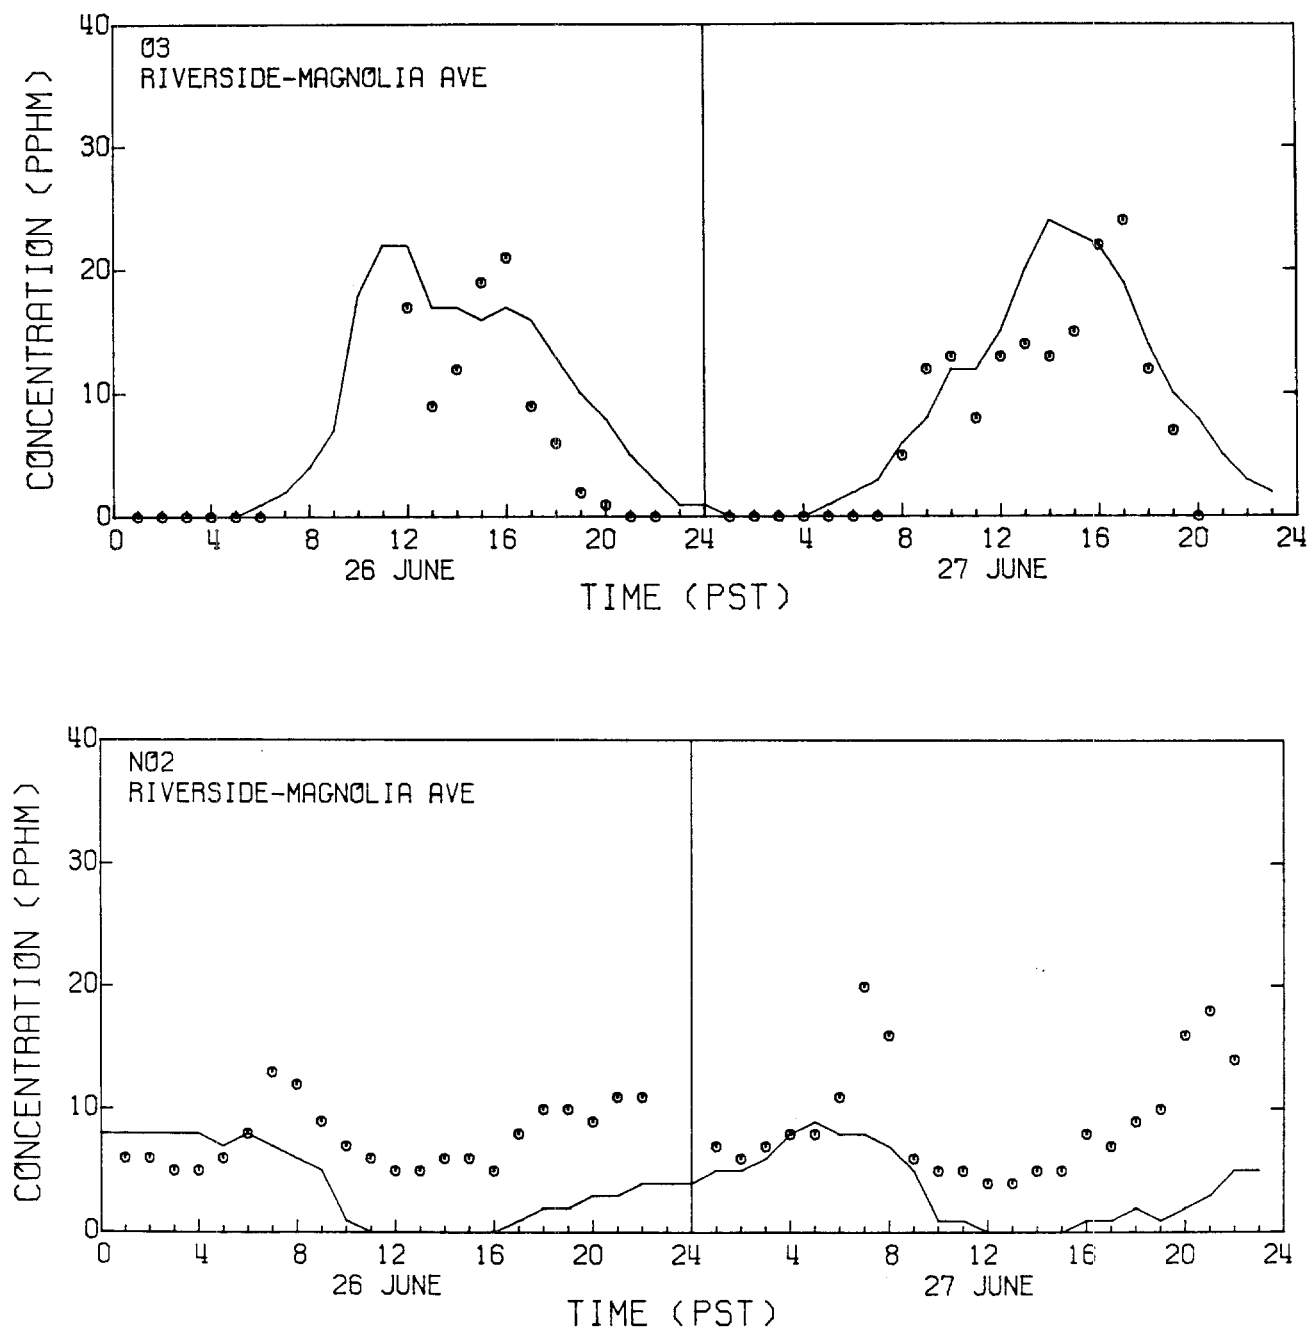 40
O3
RIVERSIDE-MAGNOLIA AVE
30
20
10
0
CONCENTRATION (PPHM)
0 4 8 12 16 20 24 4 8 12 16 20 24
26 JUNE 27 JUNE
TIME (PST)
40
NO2
RIVERSIDE-MAGNOLIA AVE
30
20
10
0
CONCENTRATION (PPHM)
0 4 8 12 16 20 24 4 8 12 16 20 24
26 JUNE 27 JUNE
TIME (PST)